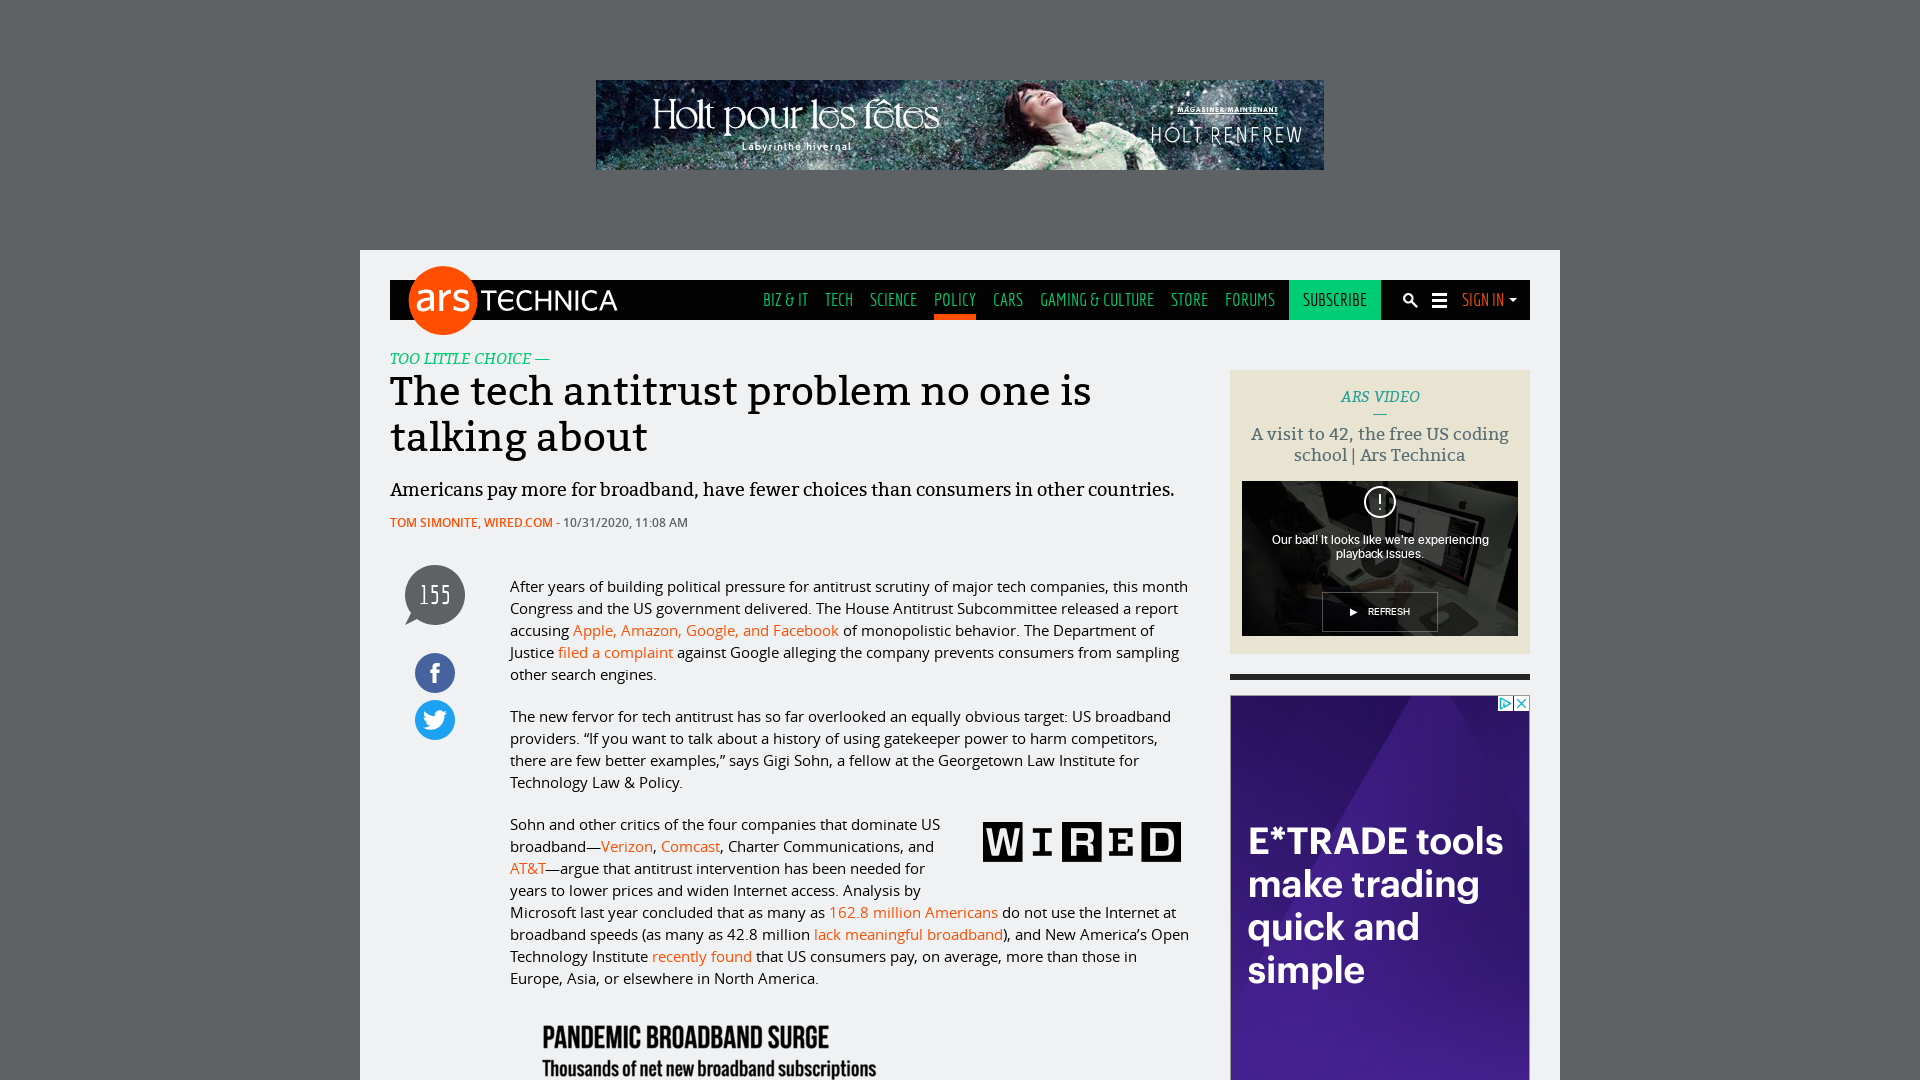 Holt pour les fêtes
Labyrinthe hivernal
MAGASINER MAINTENANT
HOLT RENFREW
ars TECHNICA
BIZ & IT TECH SCIENCE POLICY CARS GAMING & CULTURE STORE FORUMS SUBSCRIBE SIGN IN
TOO LITTLE CHOICE —
The tech antitrust problem no one is
talking about
Americans pay more for broadband, have fewer choices than consumers in other countries.
TOM SIMONITE, WIRED.COM - 10/31/2020, 11:08 AM
155
After years of building political pressure for antitrust scrutiny of major tech companies, this month
Congress and the US government delivered. The House Antitrust Subcommittee released a report
accusing Apple, Amazon, Google, and Facebook of monopolistic behavior. The Department of
Justice filed a complaint against Google alleging the company prevents consumers from sampling
other search engines.
The new fervor for tech antitrust has so far overlooked an equally obvious target: US broadband
providers. “If you want to talk about a history of using gatekeeper power to harm competitors,
there are few better examples,” says Gigi Sohn, a fellow at the Georgetown Law Institute for
Technology Law & Policy.
WIRED
Sohn and other critics of the four companies that dominate US
broadband—Verizon, Comcast, Charter Communications, and
AT&T—argue that antitrust intervention has been needed for
years to lower prices and widen Internet access. Analysis by
Microsoft last year concluded that as many as 162.8 million Americans do not use the Internet at
broadband speeds (as many as 42.8 million lack meaningful broadband), and New America’s Open
Technology Institute recently found that US consumers pay, on average, more than those in
Europe, Asia, or elsewhere in North America.
PANDEMIC BROADBAND SURGE
Thousands of net new broadband subscriptions
ARS VIDEO
—
A visit to 42, the free US coding
school | Ars Technica
Our bad! It looks like we're experiencing
playback issues.
REFRESH
E*TRADE tools
make trading
quick and
simple